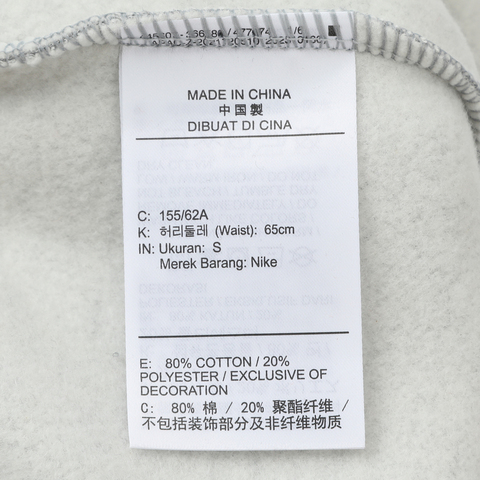 MADE IN CHINA
中国製
DIBUAT DI CINA
C: 155/62A
K: 허리둘레 (Waist): 65cm
IN: Ukuran: S
Merek Barang: Nike
E: 80% COTTON / 20%
POLYESTER / EXCLUSIVE OF
DECORATION
C: 80% 棉 / 20% 聚酯纤维 /
不包括装饰部分及非纤维物质